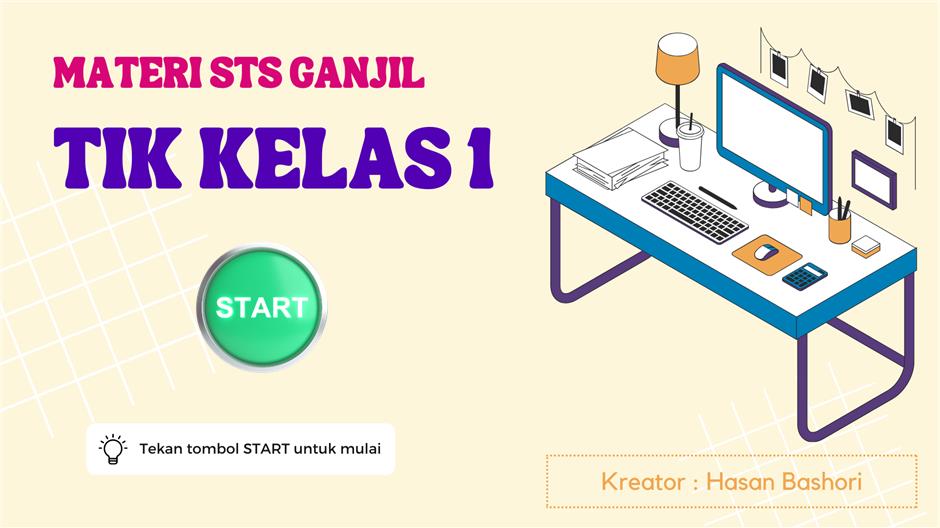 MATERI STS GANJIL
TIK KELAS 1
START
Tekan tombol START untuk mulai
Kreator : Hasan Bashori